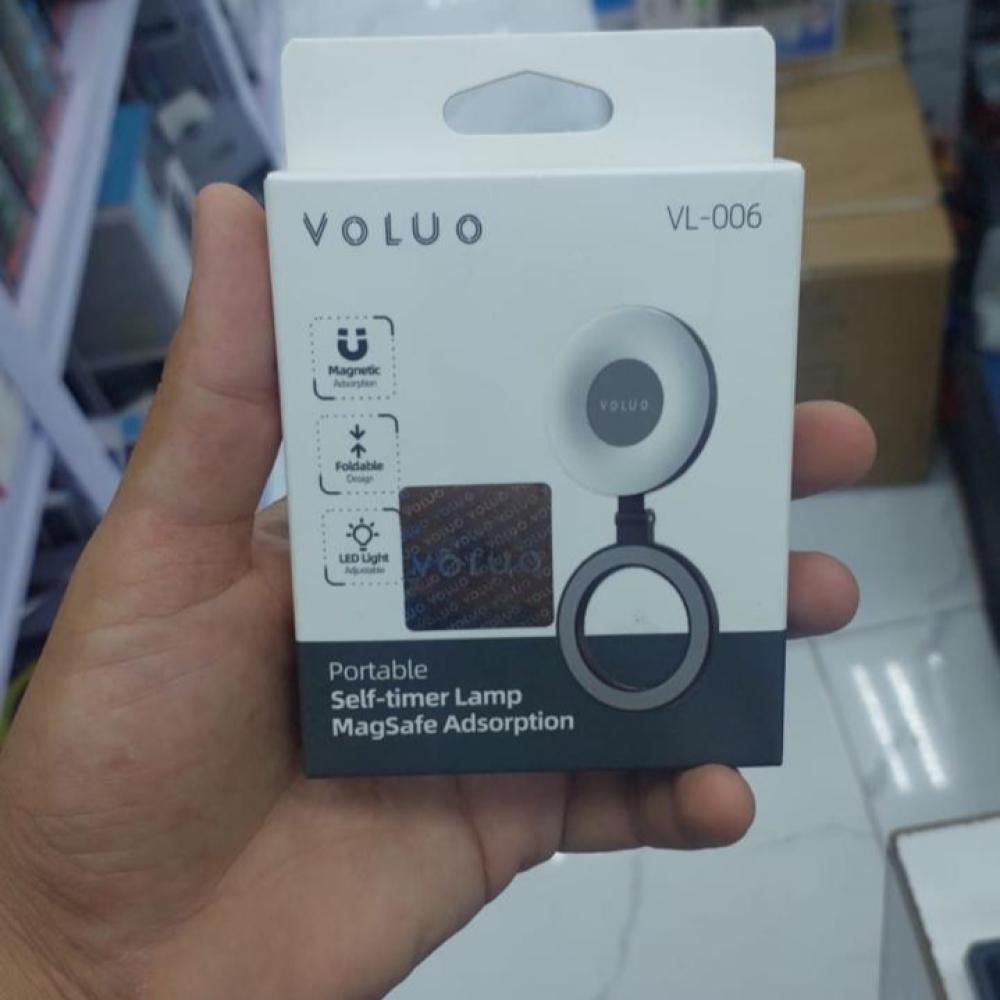 VOLUO
VL-006
Magnetic
Adsorption
Foldable
Design
LED Light
Adjustable
VOLUO
VOLUO
Portable
Self-timer Lamp
MagSafe Adsorption